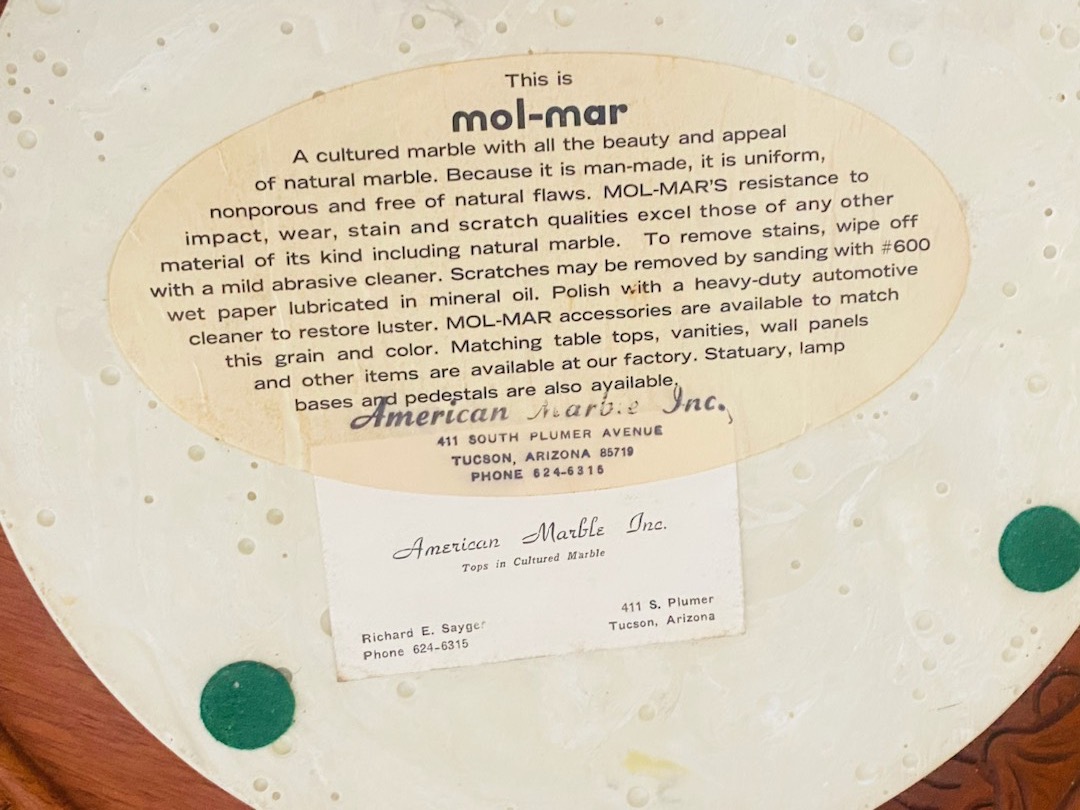 This is
mol-mar
A cultured marble with all the beauty and appeal
of natural marble. Because it is man-made, it is uniform,
nonporous and free of natural flaws. MOL-MAR'S resistance to
impact, wear, stain and scratch qualities excel those of any other
material of its kind including natural marble. To remove stains, wipe off
with a mild abrasive cleaner. Scratches may be removed by sanding with #600
wet paper lubricated in mineral oil. Polish with a heavy-duty automotive
cleaner to restore luster. MOL-MAR accessories are available to match
this grain and color. Matching table tops, vanities, wall panels
and other items are available at our factory. Statuary, lamp
bases and pedestals are also available.
American Marble Inc.,
411 SOUTH PLUMER AVENUE
TUCSON, ARIZONA 85719
PHONE 624-6315
American Marble Inc.
Tops in Cultured Marble
Richard E. Sayger
Phone 624-6315
411 S. Plumer
Tucson, Arizona